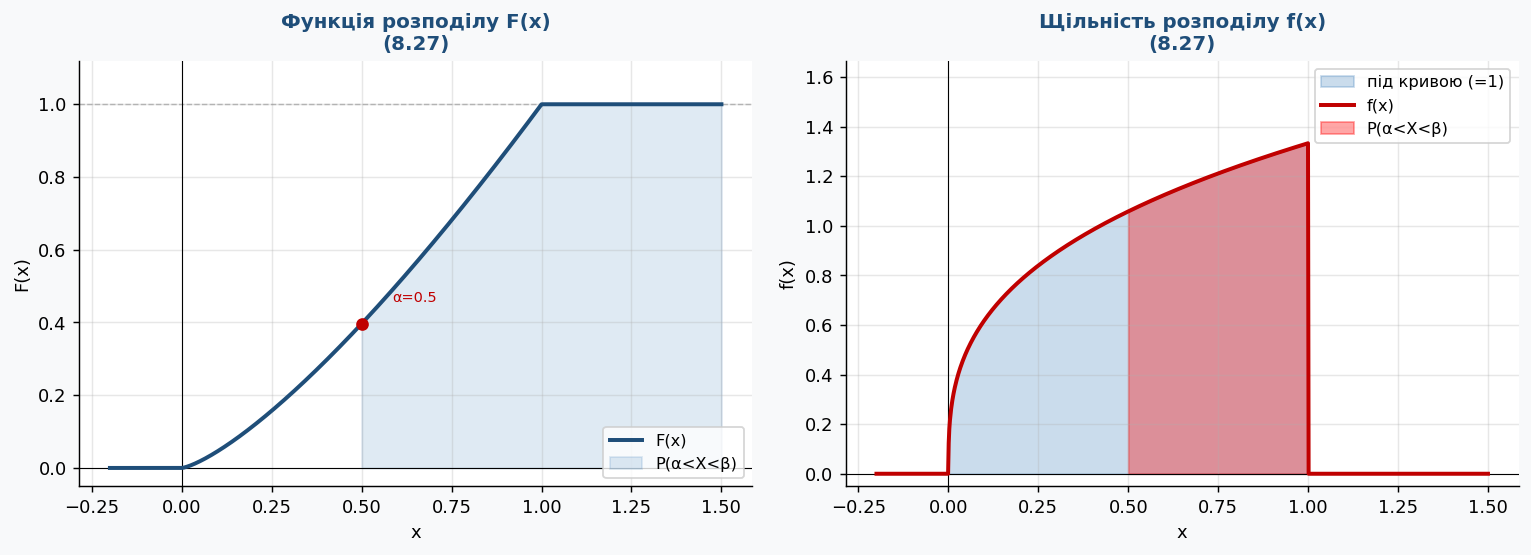 Функція розподілу F(x)
(8.27)
F(x)
1.0
0.8
0.6
0.4
0.2
0.0
α=0.5
F(x)
P(α<X<β)
−0.25 0.00 0.25 0.50 0.75 1.00 1.25 1.50
x
Щільність розподілу f(x)
(8.27)
f(x)
1.6
1.4
1.2
1.0
0.8
0.6
0.4
0.2
0.0
під кривою (=1)
f(x)
P(α<X<β)
−0.25 0.00 0.25 0.50 0.75 1.00 1.25 1.50
x